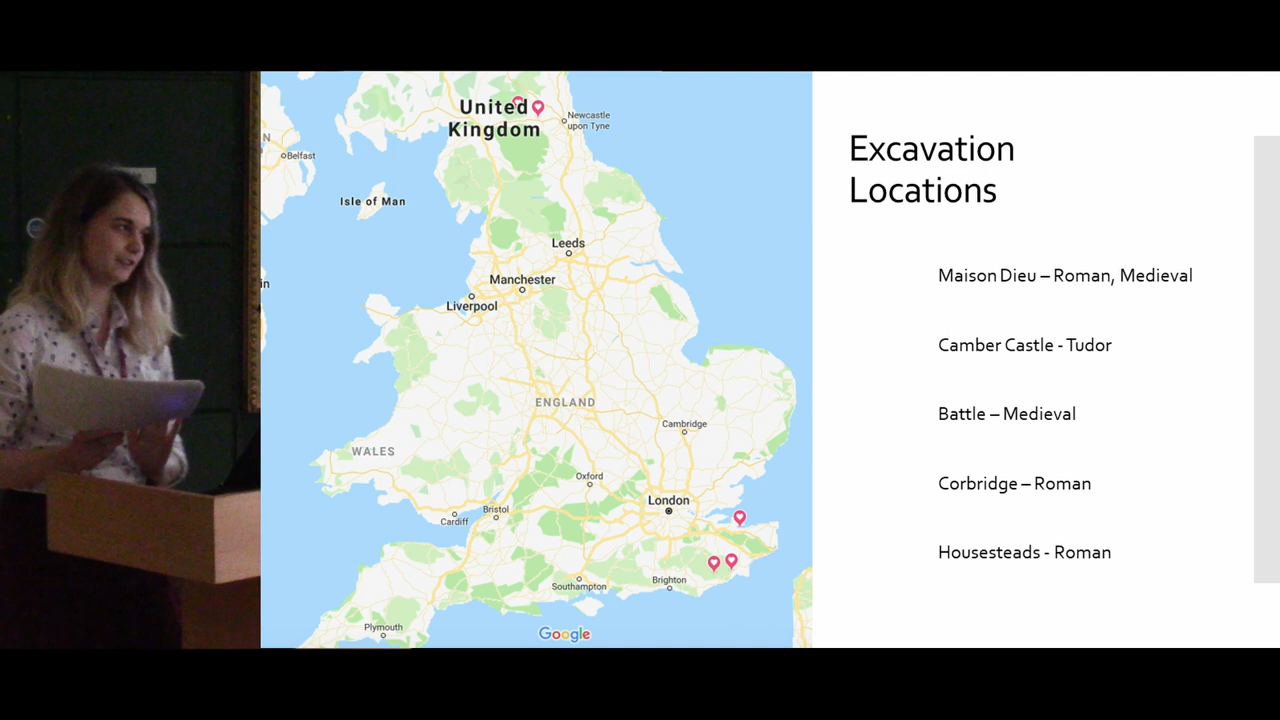 United
Kingdom
Newcastle
upon Tyne
N
Belfast
Isle of Man
Leeds
in
Manchester
Liverpool
ENGLAND
Cambridge
WALES
Oxford
London
Bristol
Cardiff
Southampton
Brighton
Plymouth
Google
Excavation
Locations
Maison Dieu – Roman, Medieval
Camber Castle - Tudor
Battle – Medieval
Corbridge – Roman
Housesteads - Roman